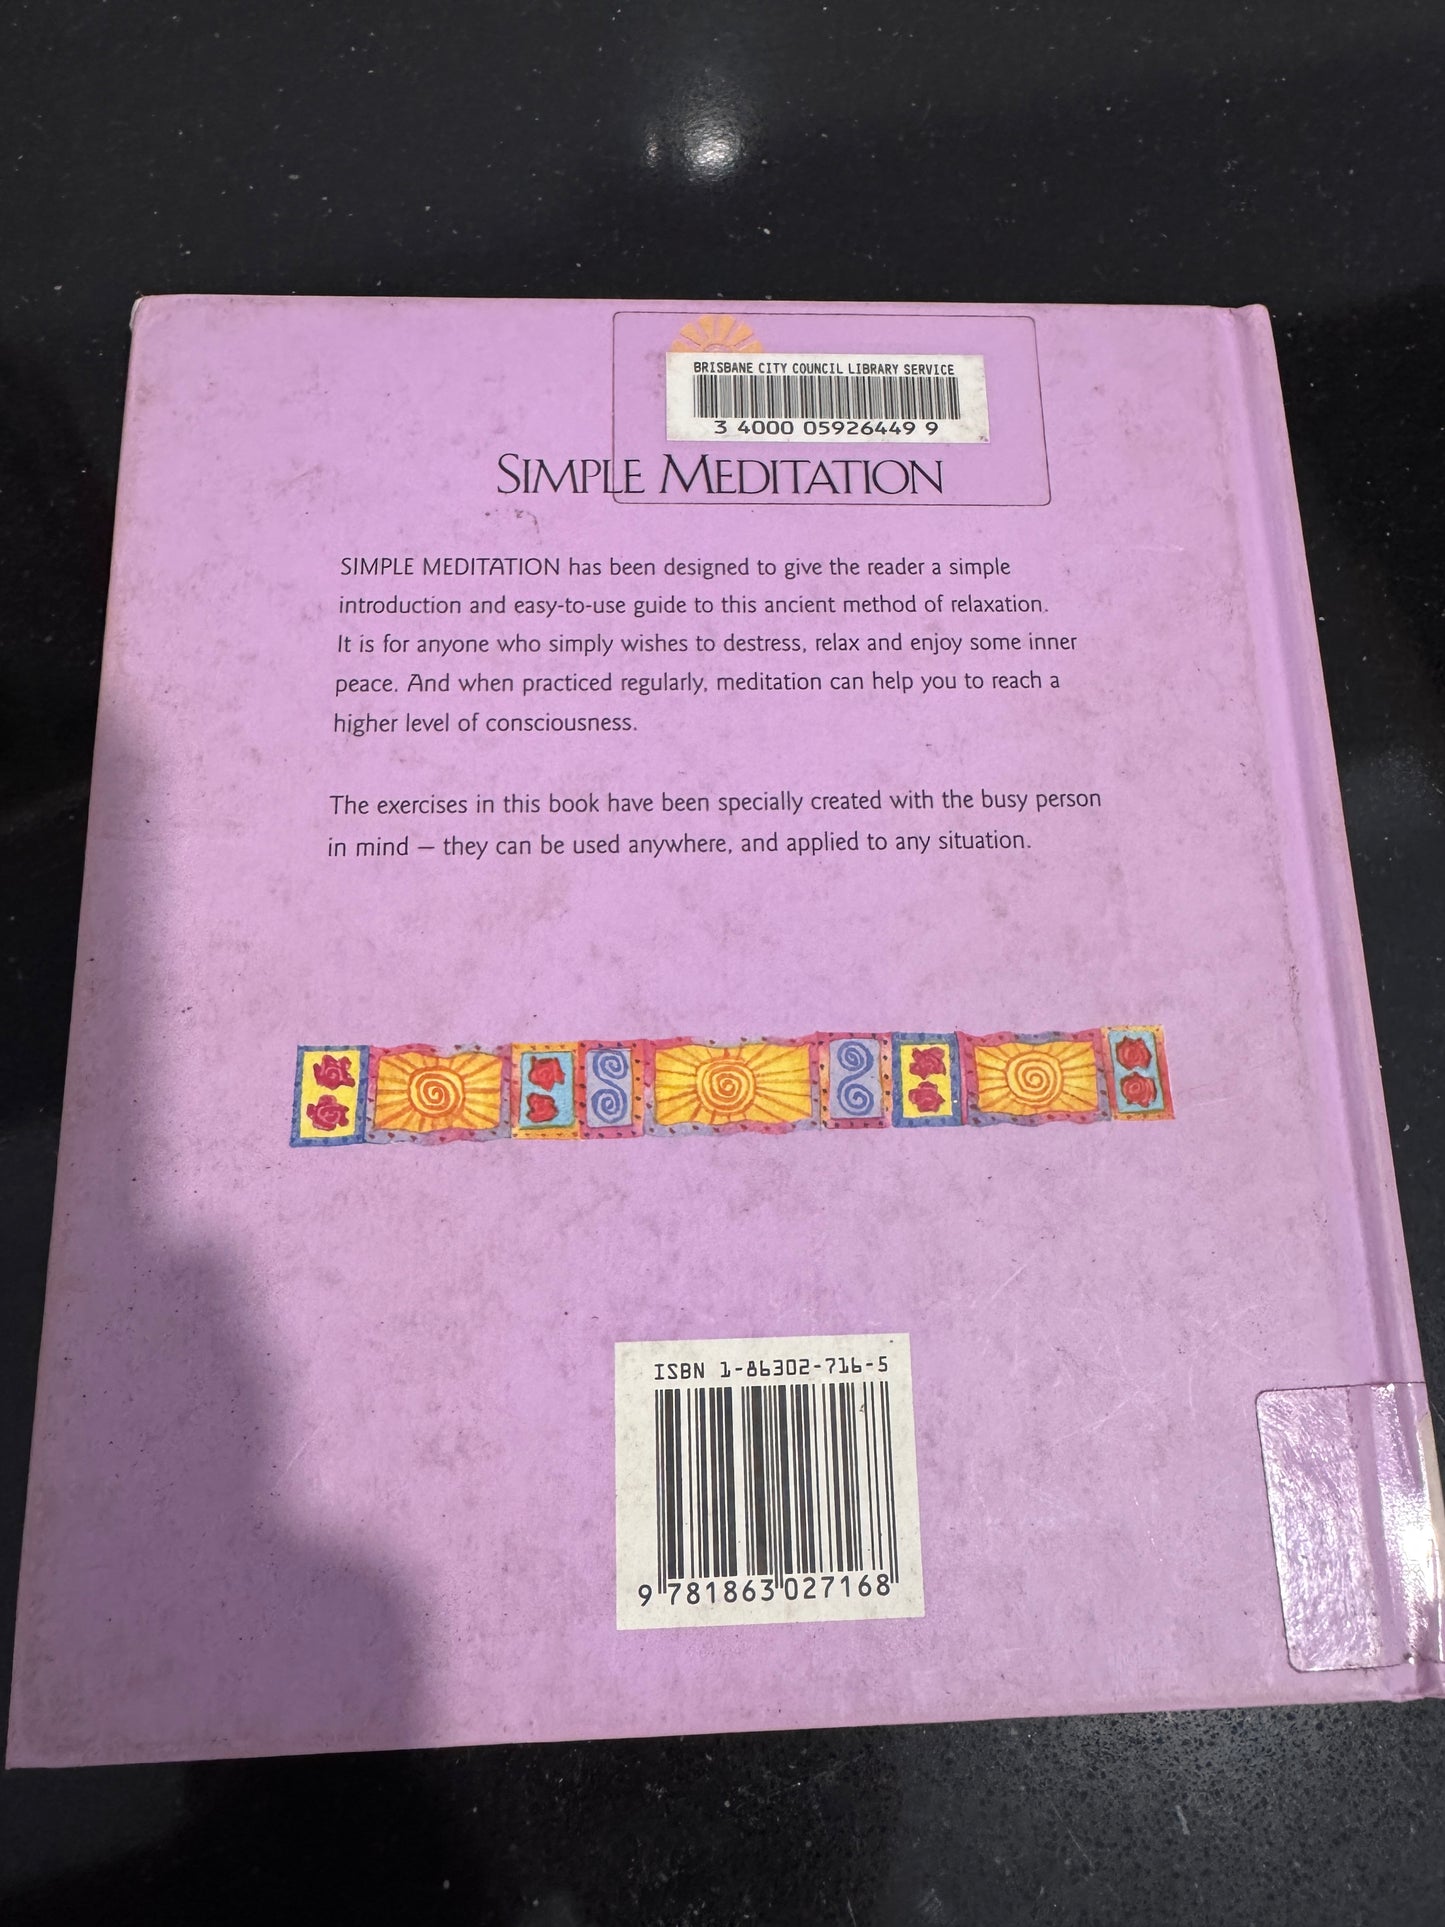 BRISBANE CITY COUNCIL LIBRARY SERVICE
3 4000 05926449 9
SIMPLE MEDITATION
SIMPLE MEDITATION has been designed to give the reader a simple
introduction and easy-to-use guide to this ancient method of relaxation.
It is for anyone who simply wishes to destress, relax and enjoy some inner
peace. And when practiced regularly, meditation can help you to reach a
higher level of consciousness.
The exercises in this book have been specially created with the busy person
in mind – they can be used anywhere, and applied to any situation.
ISBN 1-86302-716-5
9 781863 027168